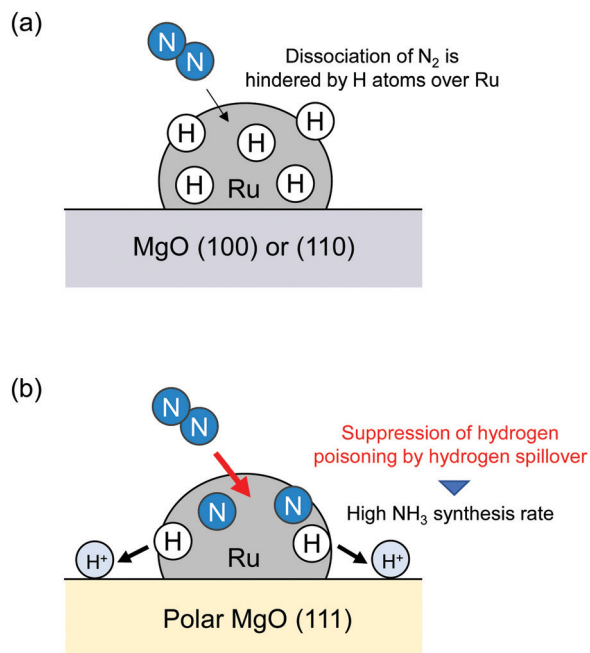 (a)
N
N
Dissociation of N₂ is
hindered by H atoms over Ru
H
H
H
H
H
Ru
MgO (100) or (110)
(b)
N
N
Suppression of hydrogen
poisoning by hydrogen spillover
High NH₃ synthesis rate
N
N
H
H
Ru
H⁺
H⁺
Polar MgO (111)